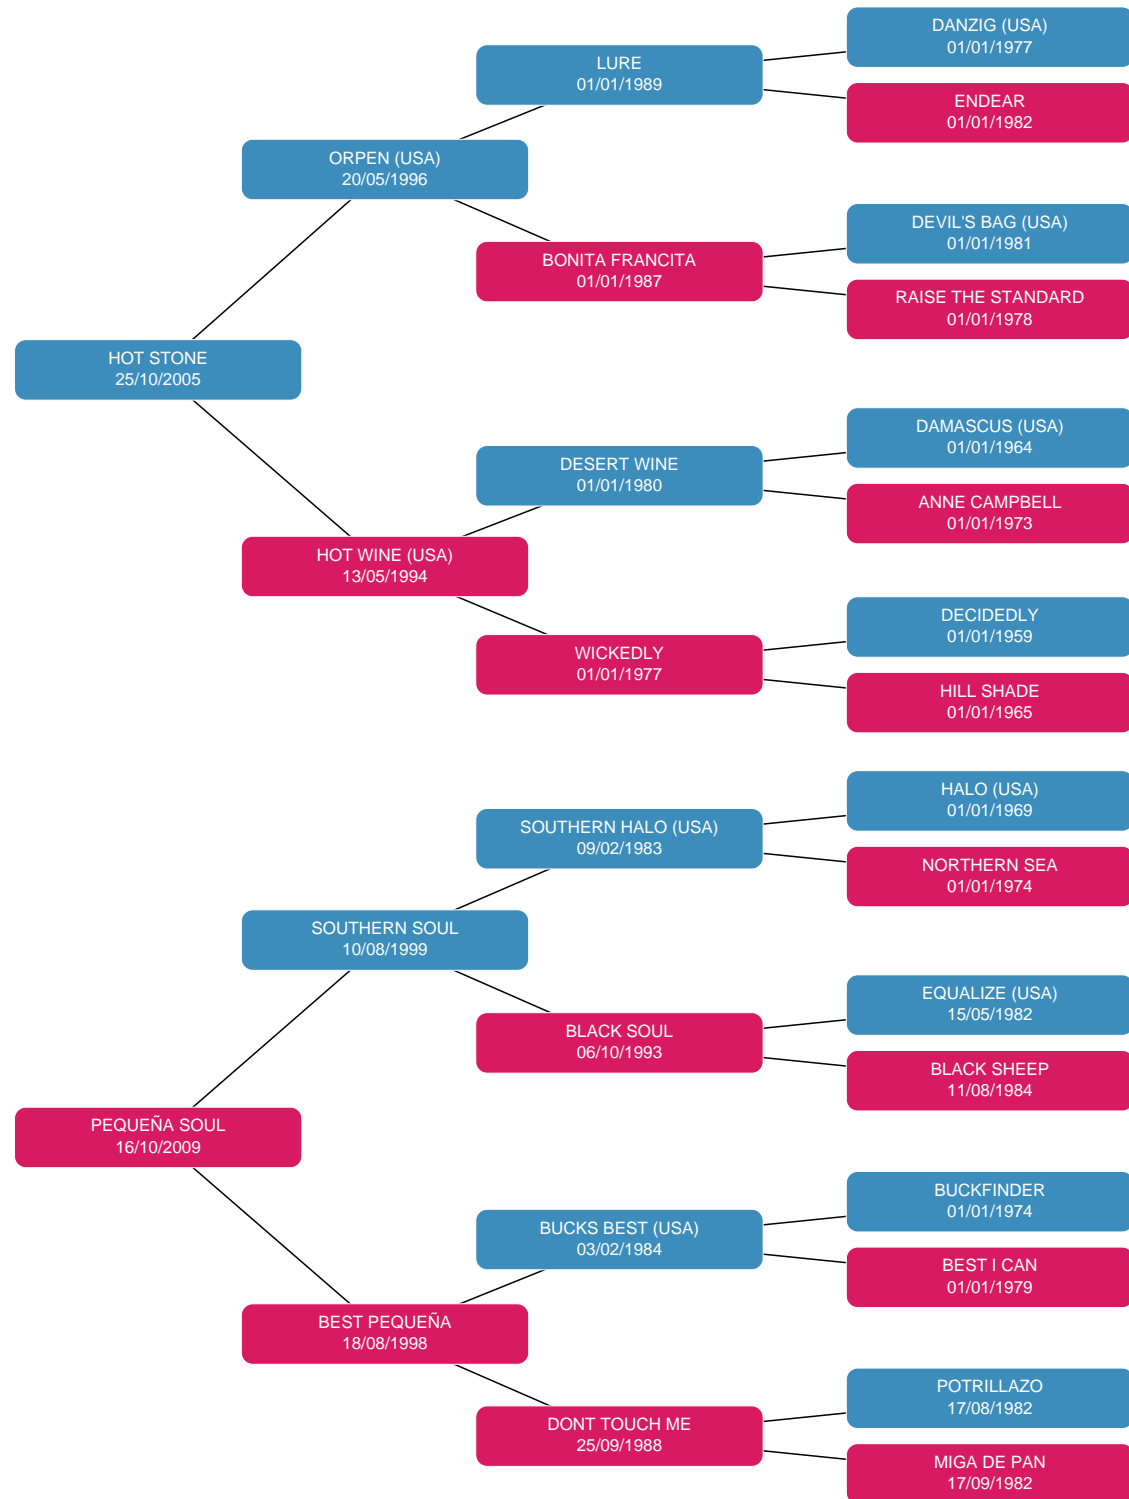 DANZIG (USA)
01/01/1977
LURE
01/01/1989
ENDEAR
01/01/1982
ORPEN (USA)
20/05/1996
DEVIL'S BAG (USA)
01/01/1981
BONITA FRANCITA
01/01/1987
RAISE THE STANDARD
01/01/1978
HOT STONE
25/10/2005
DAMASCUS (USA)
01/01/1964
DESERT WINE
01/01/1980
ANNE CAMPBELL
01/01/1973
HOT WINE (USA)
13/05/1994
DECIDEDLY
01/01/1959
WICKEDLY
01/01/1977
HILL SHADE
01/01/1965
HALO (USA)
01/01/1969
SOUTHERN HALO (USA)
09/02/1983
NORTHERN SEA
01/01/1974
SOUTHERN SOUL
10/08/1999
EQUALIZE (USA)
15/05/1982
BLACK SOUL
06/10/1993
BLACK SHEEP
11/08/1984
PEQUEÑA SOUL
16/10/2009
BUCKFINDER
01/01/1974
BUCKS BEST (USA)
03/02/1984
BEST I CAN
01/01/1979
BEST PEQUEÑA
18/08/1998
POTRILLAZO
17/08/1982
DONT TOUCH ME
25/09/1988
MIGA DE PAN
17/09/1982